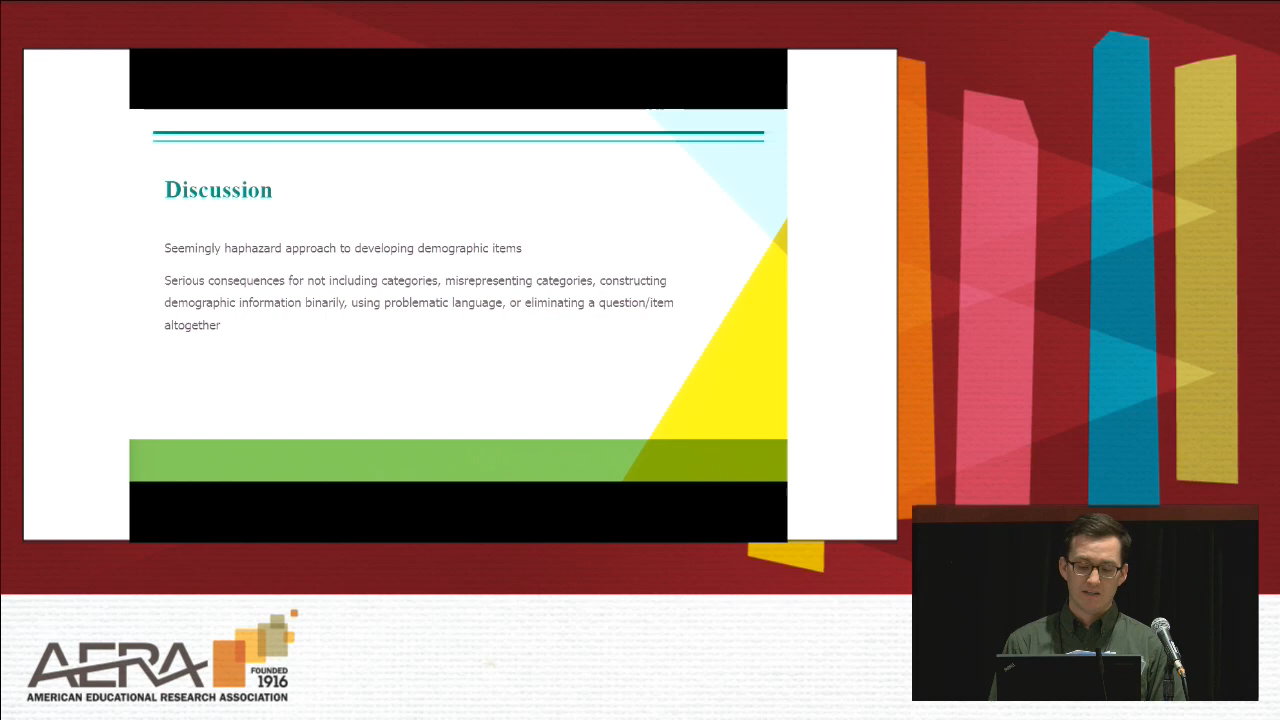 Discussion
Seemingly haphazard approach to developing demographic items
Serious consequences for not including categories, misrepresenting categories, constructing
demographic information binarily, using problematic language, or eliminating a question/item
altogether
AERA
FOUNDED
1916
AMERICAN EDUCATIONAL RESEARCH ASSOCIATION